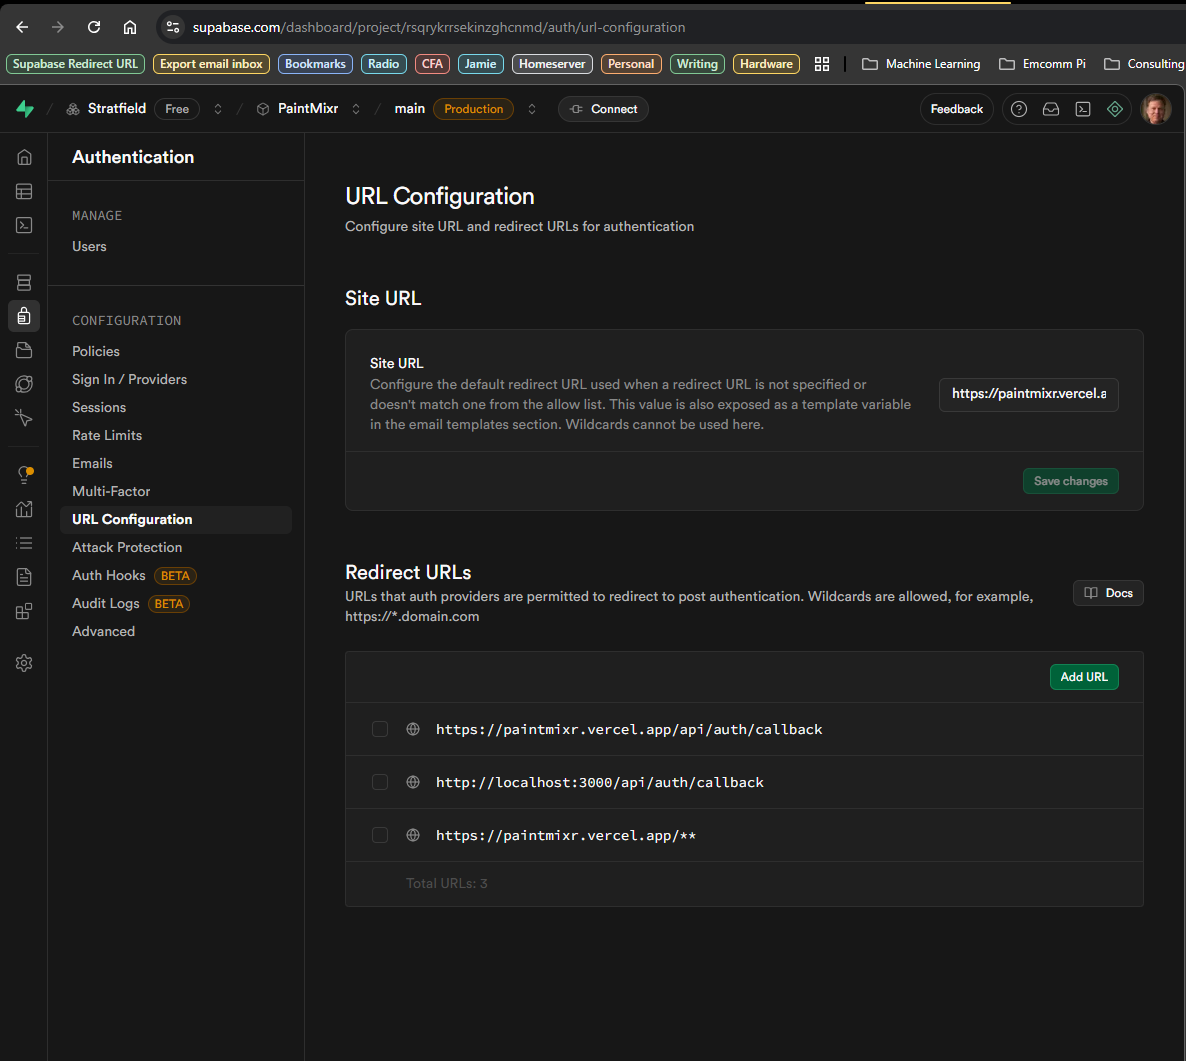 supabase.com/dashboard/project/rsqrykrrsekinzghcnmd/auth/url-configuration
Supabase Redirect URL
Export email inbox
Bookmarks
Radio
CFA
Jamie
Homeserver
Personal
Writing
Hardware
Machine Learning
Emcomm Pi
Consulting
Stratfield
Free
PaintMixr
main
Production
Connect
Feedback
Authentication
MANAGE
Users
CONFIGURATION
Policies
Sign In / Providers
Sessions
Rate Limits
Emails
Multi-Factor
URL Configuration
Attack Protection
Auth Hooks BETA
Audit Logs BETA
Advanced
URL Configuration
Configure site URL and redirect URLs for authentication
Site URL
Site URL
Configure the default redirect URL used when a redirect URL is not specified or
doesn't match one from the allow list. This value is also exposed as a template variable
in the email templates section. Wildcards cannot be used here.
https://paintmixr.vercel.a
Save changes
Redirect URLs
URLs that auth providers are permitted to redirect to post authentication. Wildcards are allowed, for example,
https://*.domain.com
Docs
Add URL
https://paintmixr.vercel.app/api/auth/callback
http://localhost:3000/api/auth/callback
https://paintmixr.vercel.app/**
Total URLs: 3